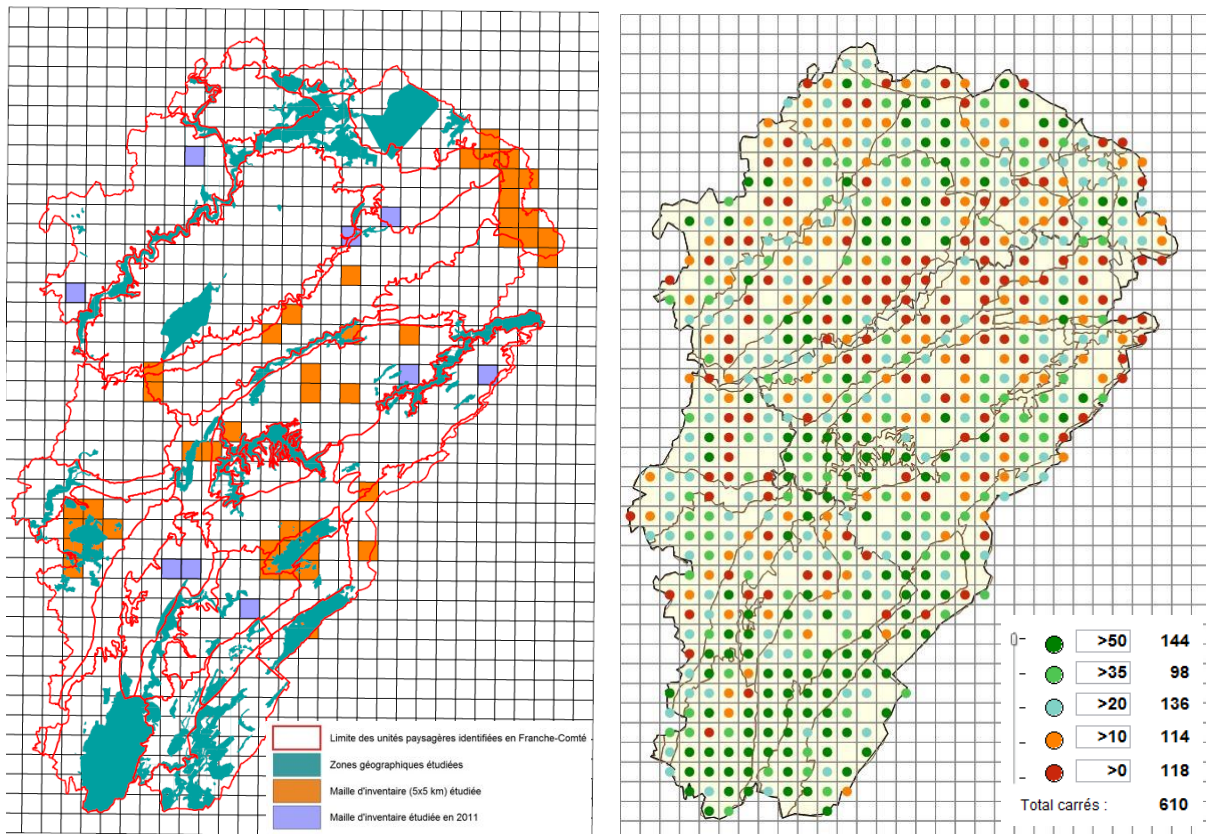 Limite des unités paysagères identifiées en Franche-Comté
Zones géographiques étudiées
Maille d'inventaire (5x5 km) étudiée
Maille d'inventaire étudiée en 2011
>50 144
>35 98
>20 136
>10 114
>0 118
Total carrés : 610